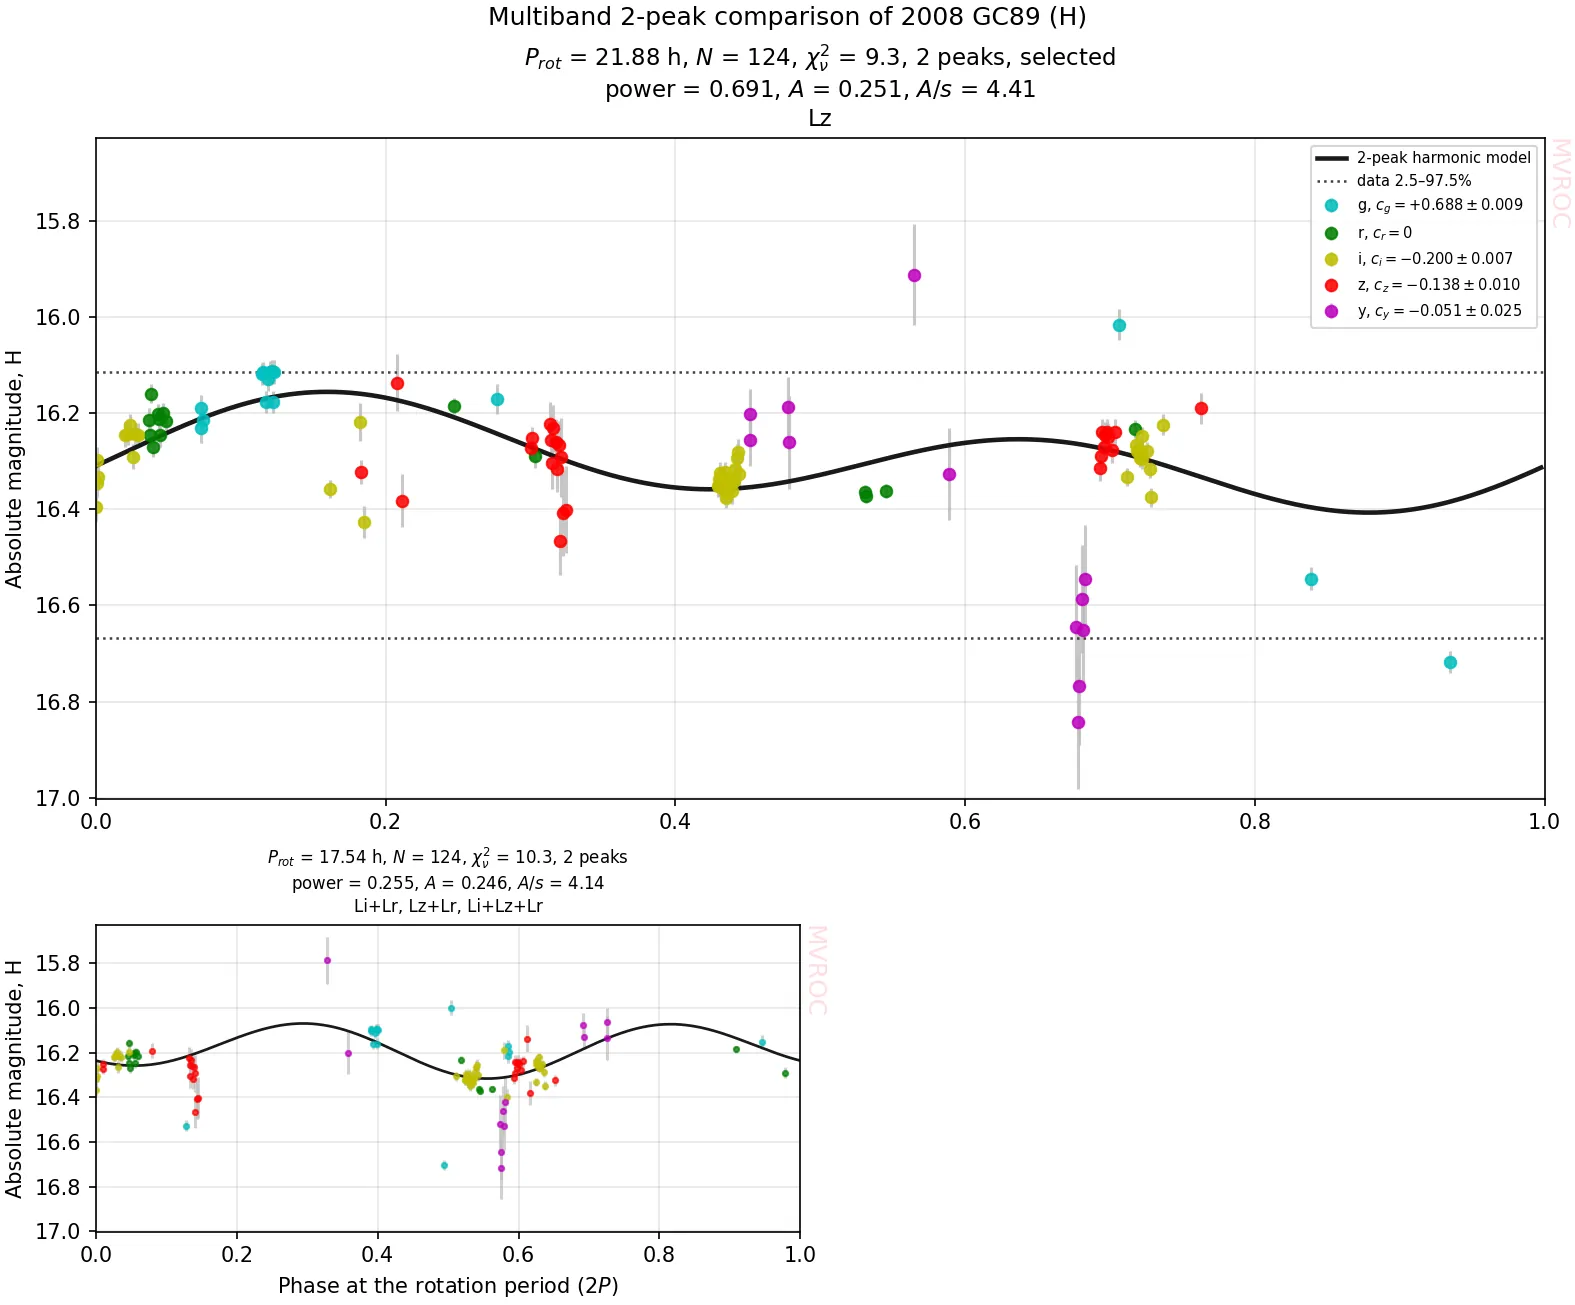 Multiband 2-peak comparison of 2008 GC89 (H)
P_rot = 21.88 h, N = 124, χ²_ν = 9.3, 2 peaks, selected
power = 0.691, A = 0.251, A/s = 4.41
Lz
2-peak harmonic model
data 2.5–97.5%
g, c_g = +0.688 ± 0.009
r, c_r = 0
i, c_i = −0.200 ± 0.007
z, c_z = −0.138 ± 0.010
y, c_y = −0.051 ± 0.025
MVROC
Absolute magnitude, H
15.8
16.0
16.2
16.4
16.6
16.8
17.0
0.0 0.2 0.4 0.6 0.8 1.0
P_rot = 17.54 h, N = 124, χ²_ν = 10.3, 2 peaks
power = 0.255, A = 0.246, A/s = 4.14
Li+Lr, Lz+Lr, Li+Lz+Lr
MVROC
Absolute magnitude, H
15.8
16.0
16.2
16.4
16.6
16.8
17.0
0.0 0.2 0.4 0.6 0.8 1.0
Phase at the rotation period (2P)